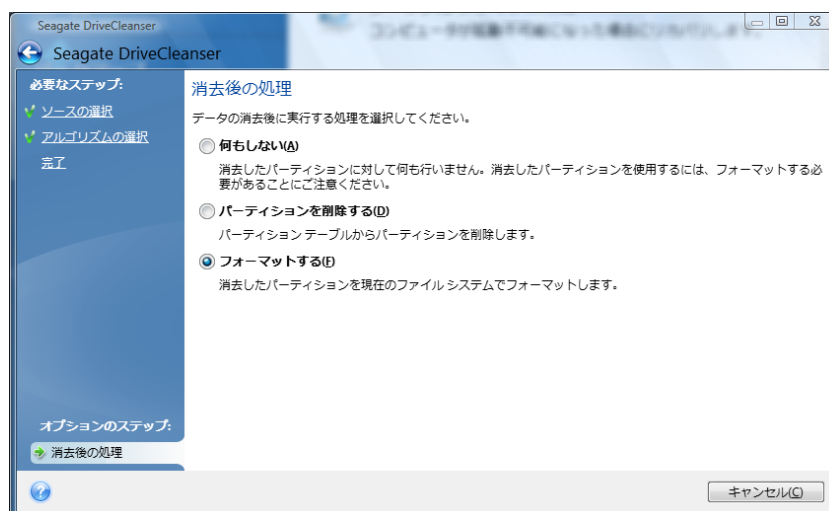 Seagate DriveCleanser
Seagate DriveCleanser
必要なステップ:
ソースの選択
アルゴリズムの選択
完了
消去後の処理
データの消去後に実行する処理を選択してください。
何もしない(A)
消去したパーティションに対して何も行いません。消去したパーティションを使用するには、フォーマットする必
要があることにご注意ください。
パーティションを削除する(D)
パーティション テーブルからパーティションを削除します。
フォーマットする(F)
消去したパーティションを現在のファイル システムでフォーマットします。
オプションのステップ:
消去後の処理
キャンセル(C)